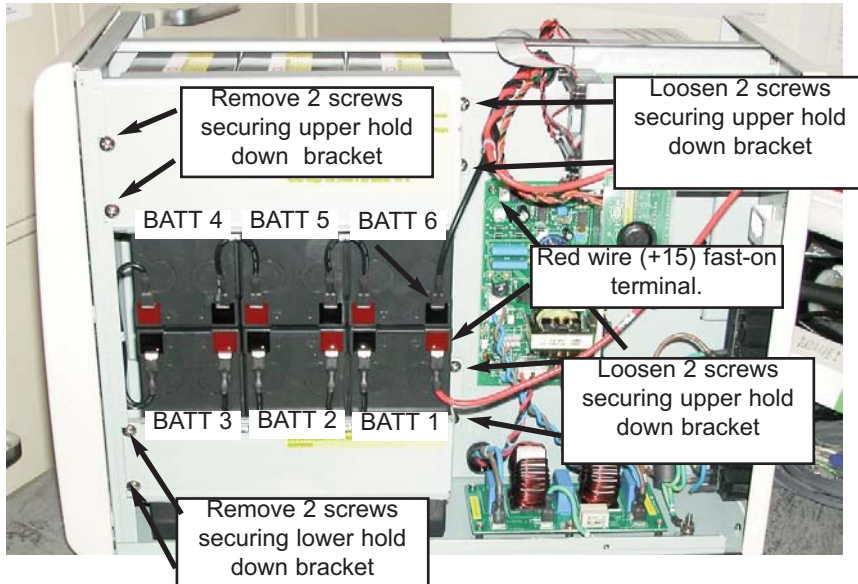 Remove 2 screws
securing upper hold
down bracket
Loosen 2 screws
securing upper hold
down bracket
BATT 4
BATT 5
BATT 6
Red wire (+15) fast-on
terminal.
Loosen 2 screws
securing upper hold
down bracket
BATT 3
BATT 2
BATT 1
Remove 2 screws
securing lower hold
down bracket